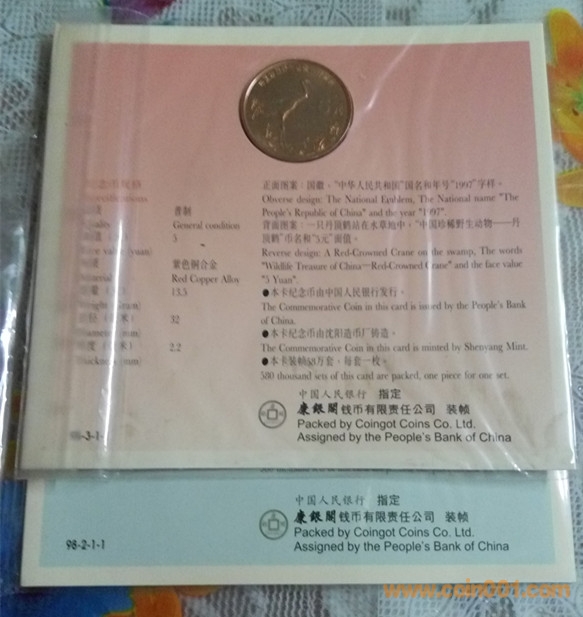 正面图案:国徽,"中华人民共和国"国名和年号"1997"字样。
Obverse design: The National Emblem, The National name "The
People's Republic of China" and the year "1997".
背面图案:一只丹顶鹤站在水草地中,"中国珍稀野生动物——丹
顶鹤"币名和"5元"面值。
Reverse design: A Red-Crowned Crane on the swamp, The words
"Wildlife Treasure of China—Red-Crowned Crane" and the face value
"5 Yuan".
●本卡纪念币由中国人民银行发行。
The Commemorative Coin in this card is issued by the People's Bank
of China.
●本卡纪念币由沈阳造币厂铸造。
The Commemorative Coin in this card is minted by Shenyang Mint.
●本卡装帧58万套,每套一枚。
580 thousand sets of this card are packed, one piece for one set.
普制
General condition
5
紫色铜合金
Red Copper Alloy
13.5
32
2.2
中国人民银行 指定
康银阁钱币有限责任公司 装帧
Packed by Coingot Coins Co. Ltd.
Assigned by the People's Bank of China
中国人民银行 指定
康银阁钱币有限责任公司 装帧
Packed by Coingot Coins Co. Ltd.
Assigned by the People's Bank of China
98-2-1-1
www.coin001.com